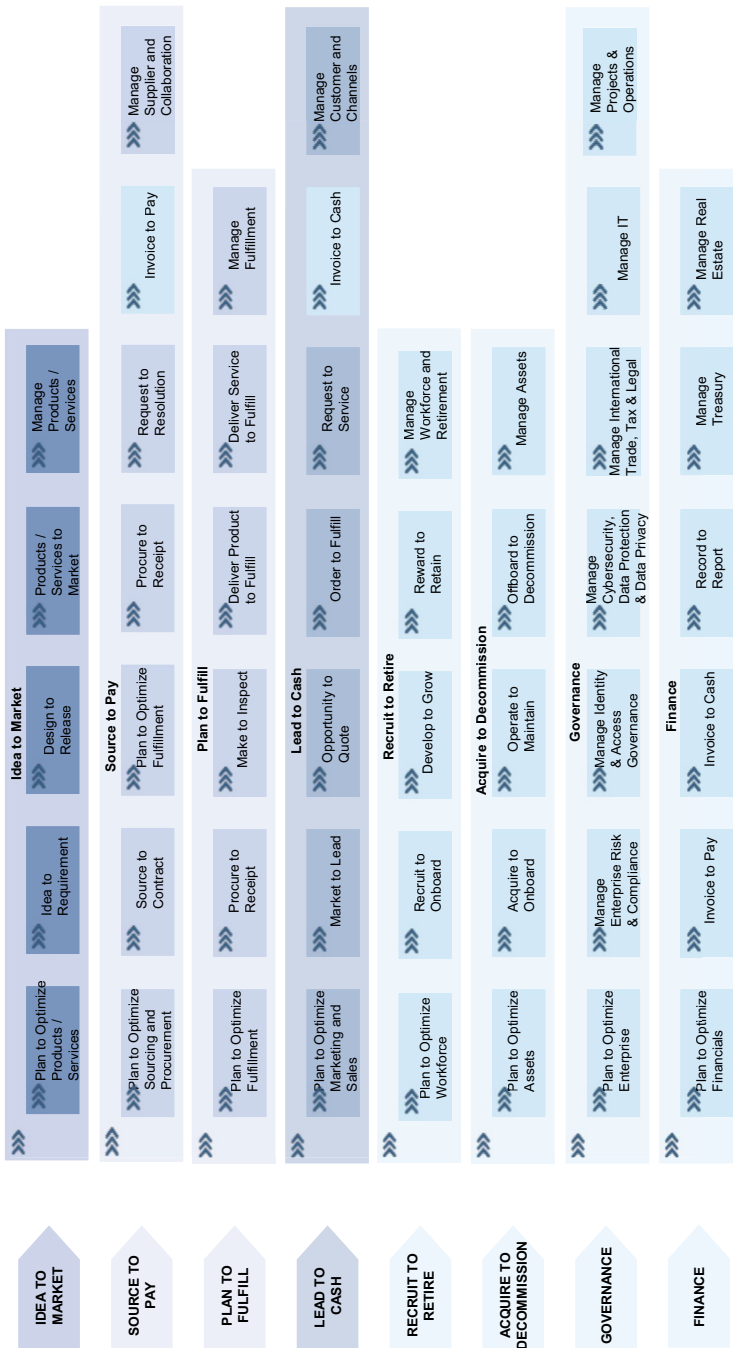 IDEA TO
MARKET
Idea to Market
Plan to Optimize
Products /
Services
Idea to
Requirement
Design to
Release
Products /
Services to
Market
Manage
Products /
Services
SOURCE TO
PAY
Source to Pay
Plan to Optimize
Sourcing and
Procurement
Source to
Contract
Plan to Optimize
Fulfillment
Procure to
Receipt
Request to
Resolution
Invoice to Pay
Manage
Supplier and
Collaboration
PLAN TO
FULFILL
Plan to Fulfill
Plan to Optimize
Fulfillment
Procure to
Receipt
Make to Inspect
Deliver Product
to Fulfill
Deliver Service
to Fulfill
Manage
Fulfillment
LEAD TO
CASH
Lead to Cash
Plan to Optimize
Marketing and
Sales
Market to Lead
Opportunity to
Quote
Order to Fulfill
Request to
Service
Invoice to Cash
Manage
Customer and
Channels
RECRUIT TO
RETIRE
Recruit to Retire
Plan to Optimize
Workforce
Recruit to
Onboard
Develop to Grow
Reward to
Retain
Manage
Workforce and
Retirement
ACQUIRE TO
DECOMMISSION
Acquire to Decommission
Plan to Optimize
Assets
Acquire to
Onboard
Operate to
Maintain
Offboard to
Decommission
Manage Assets
GOVERNANCE
Governance
Plan to Optimize
Enterprise
Manage
Enterprise Risk
& Compliance
Manage Identity
& Access
Governance
Manage
Cybersecurity,
Data Protection
& Data Privacy
Manage International
Trade, Tax & Legal
Manage IT
Manage
Projects &
Operations
FINANCE
Finance
Plan to Optimize
Financials
Invoice to Pay
Invoice to Cash
Record to
Report
Manage
Treasury
Manage Real
Estate